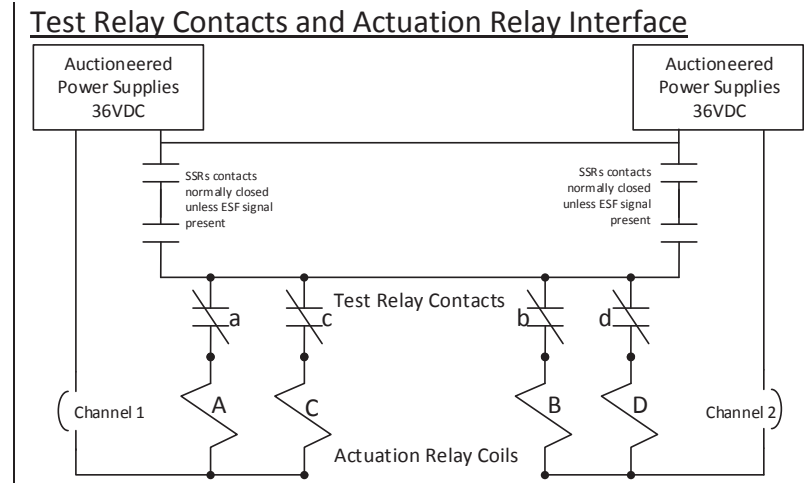 Test Relay Contacts and Actuation Relay Interface
Auctioneered
Power Supplies
36VDC
Auctioneered
Power Supplies
36VDC
SSRs contacts
normally closed
unless ESF signal
present
SSRs contacts
normally closed
unless ESF signal
present
Test Relay Contacts
a
c
b
d
A
C
B
D
Channel 1
Channel 2
Actuation Relay Coils